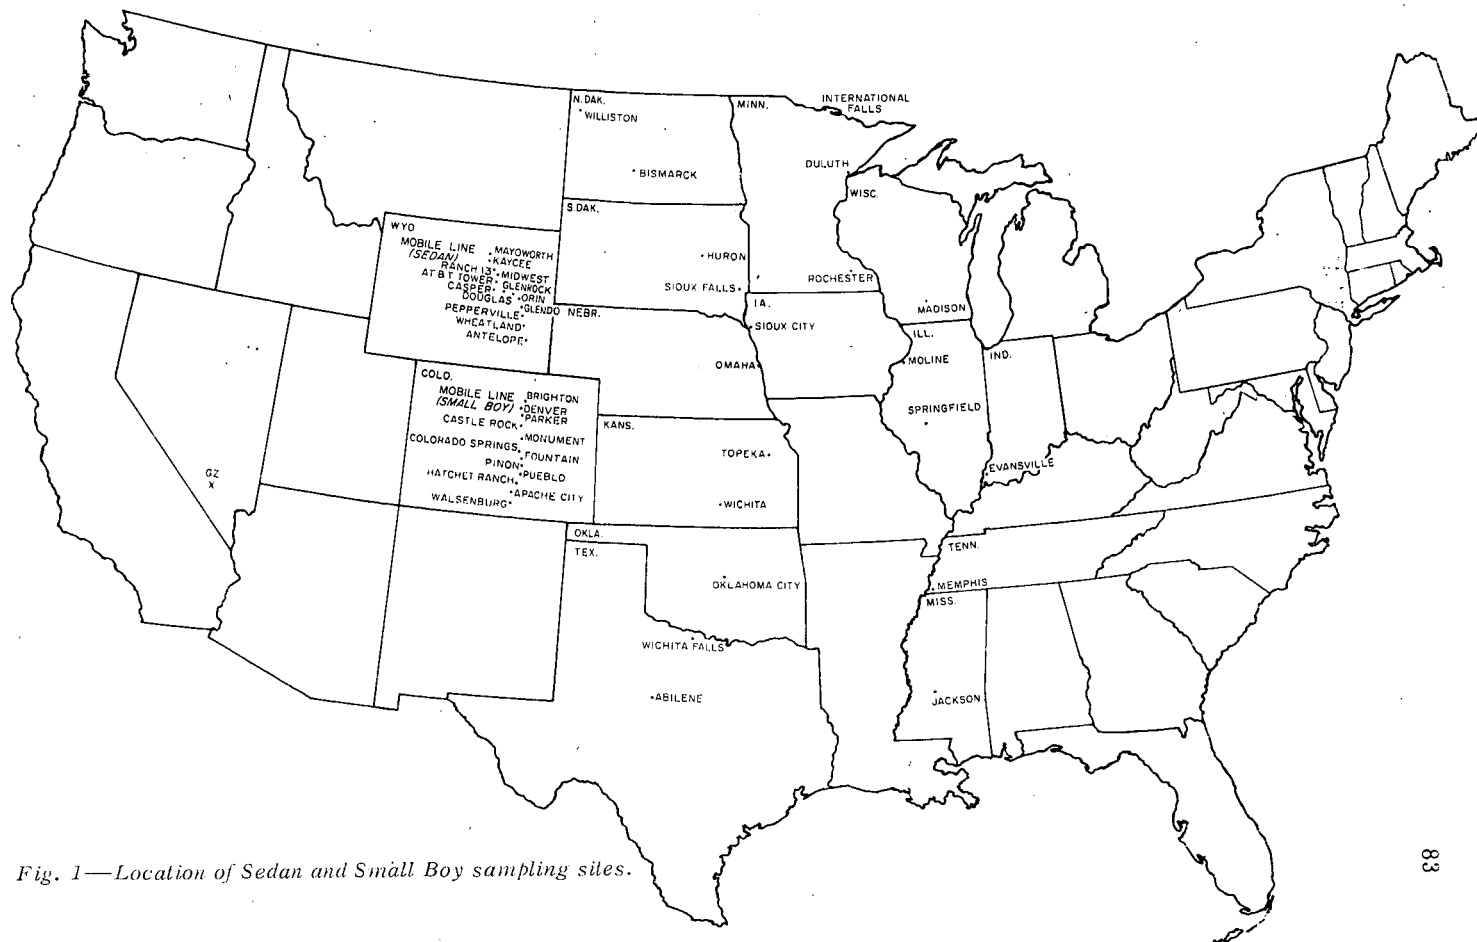 N. DAK.
WILLISTON
BISMARCK
MINN.
INTERNATIONAL
FALLS
DULUTH
WISC.
S. DAK.
HURON
SIOUX FALLS
ROCHESTER
MADISON
WYO
MOBILE LINE
(SEDAN)
MAYOWORTH
KAYCEE
RANCH 13
MIDWEST
AT&T TOWER
GLENROCK
CASPER
ORIN
DOUGLAS
GLENDO
PEPPERVILLE
WHEATLAND
ANTELOPE
NEBR.
OMAHA
IA.
SIOUX CITY
ILL.
MOLINE
SPRINGFIELD
IND.
EVANSVILLE
COLO.
MOBILE LINE
(SMALL BOY)
BRIGHTON
DENVER
PARKER
CASTLE ROCK
MONUMENT
COLORADO SPRINGS
FOUNTAIN
PINON
PUEBLO
HATCHET RANCH
APACHE CITY
WALSENBURG
KANS.
TOPEKA
WICHITA
GZ
X
OKLA.
TEX.
OKLAHOMA CITY
WICHITA FALLS
ABILENE
TENN.
MEMPHIS
MISS.
JACKSON
Fig. 1—Location of Sedan and Small Boy sampling sites.
83